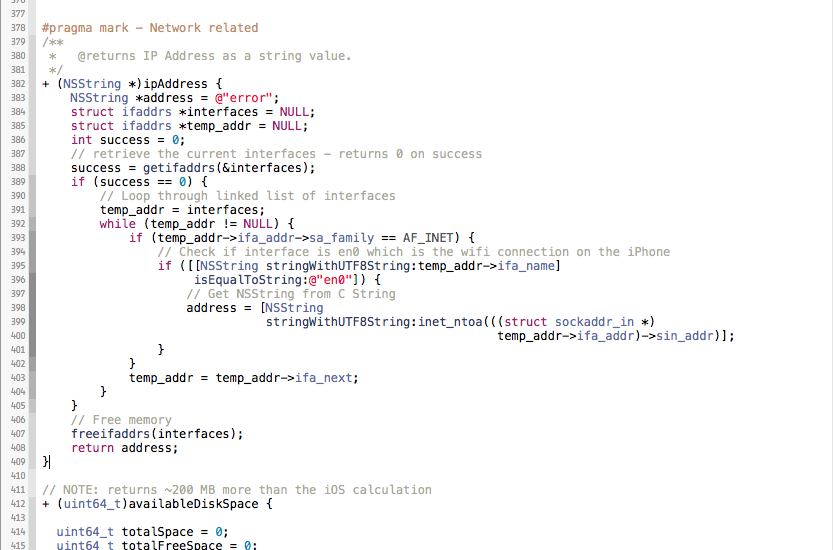 376
377
378 #pragma mark – Network related
379 /**
380  *   @returns IP Address as a string value.
381  */
382 + (NSString *)ipAddress {
383     NSString *address = @"error";
384     struct ifaddrs *interfaces = NULL;
385     struct ifaddrs *temp_addr = NULL;
386     int success = 0;
387     // retrieve the current interfaces – returns 0 on success
388     success = getifaddrs(&interfaces);
389     if (success == 0) {
390         // Loop through linked list of interfaces
391         temp_addr = interfaces;
392         while (temp_addr != NULL) {
393             if (temp_addr->ifa_addr->sa_family == AF_INET) {
394                 // Check if interface is en0 which is the wifi connection on the iPhone
395                 if ([[NSString stringWithUTF8String:temp_addr->ifa_name]
396                      isEqualToString:@"en0"]) {
397                     // Get NSString from C String
398                     address = [NSString
399                                stringWithUTF8String:inet_ntoa(((struct sockaddr_in *)
400                                                                temp_addr->ifa_addr)->sin_addr)];
401                 }
402             }
403             temp_addr = temp_addr->ifa_next;
404         }
405     }
406     // Free memory
407     freeifaddrs(interfaces);
408     return address;
409 }
410
411 // NOTE: returns ~200 MB more than the iOS calculation
412 + (uint64_t)availableDiskSpace {
413
414   uint64_t totalSpace = 0;
415   uint64_t totalFreeSpace = 0;